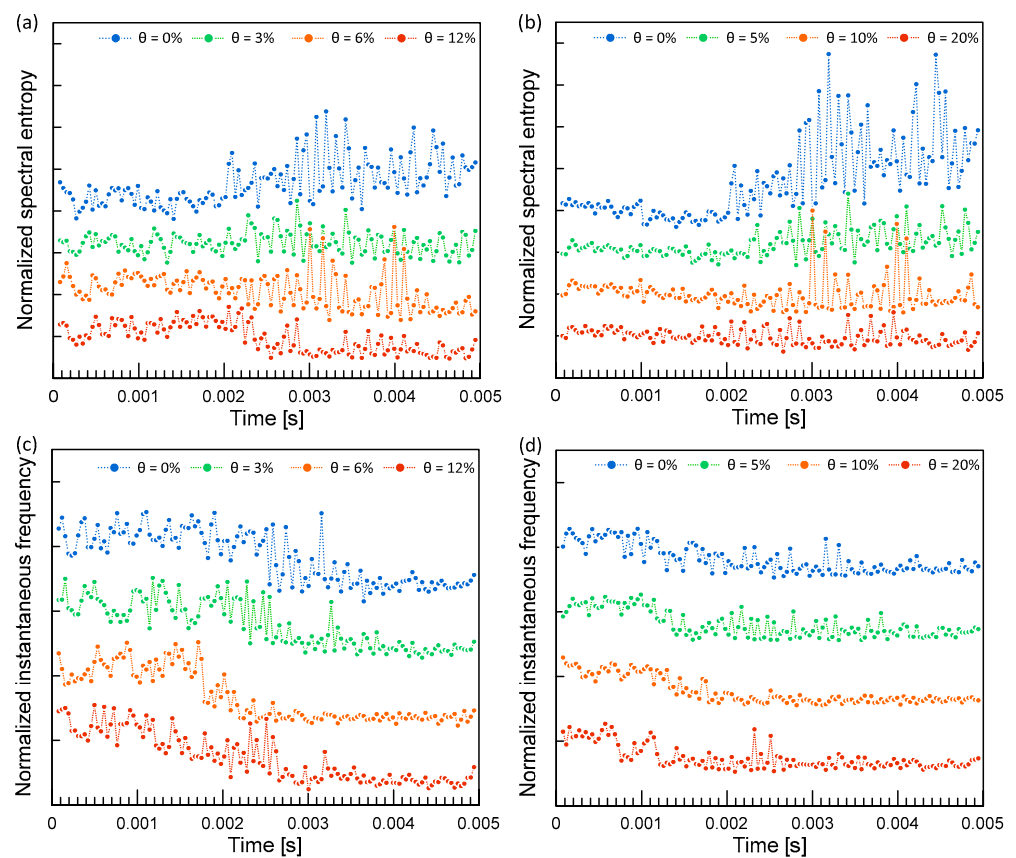 (a)
θ = 0% θ = 3% θ = 6% θ = 12%
Normalized spectral entropy
0 0.001 0.002 0.003 0.004 0.005
Time [s]
(b)
θ = 0% θ = 5% θ = 10% θ = 20%
Normalized spectral entropy
0 0.001 0.002 0.003 0.004 0.005
Time [s]
(c)
θ = 0% θ = 3% θ = 6% θ = 12%
Normalized instantaneous frequency
0 0.001 0.002 0.003 0.004 0.005
Time [s]
(d)
θ = 0% θ = 5% θ = 10% θ = 20%
Normalized instantaneous frequency
0 0.001 0.002 0.003 0.004 0.005
Time [s]